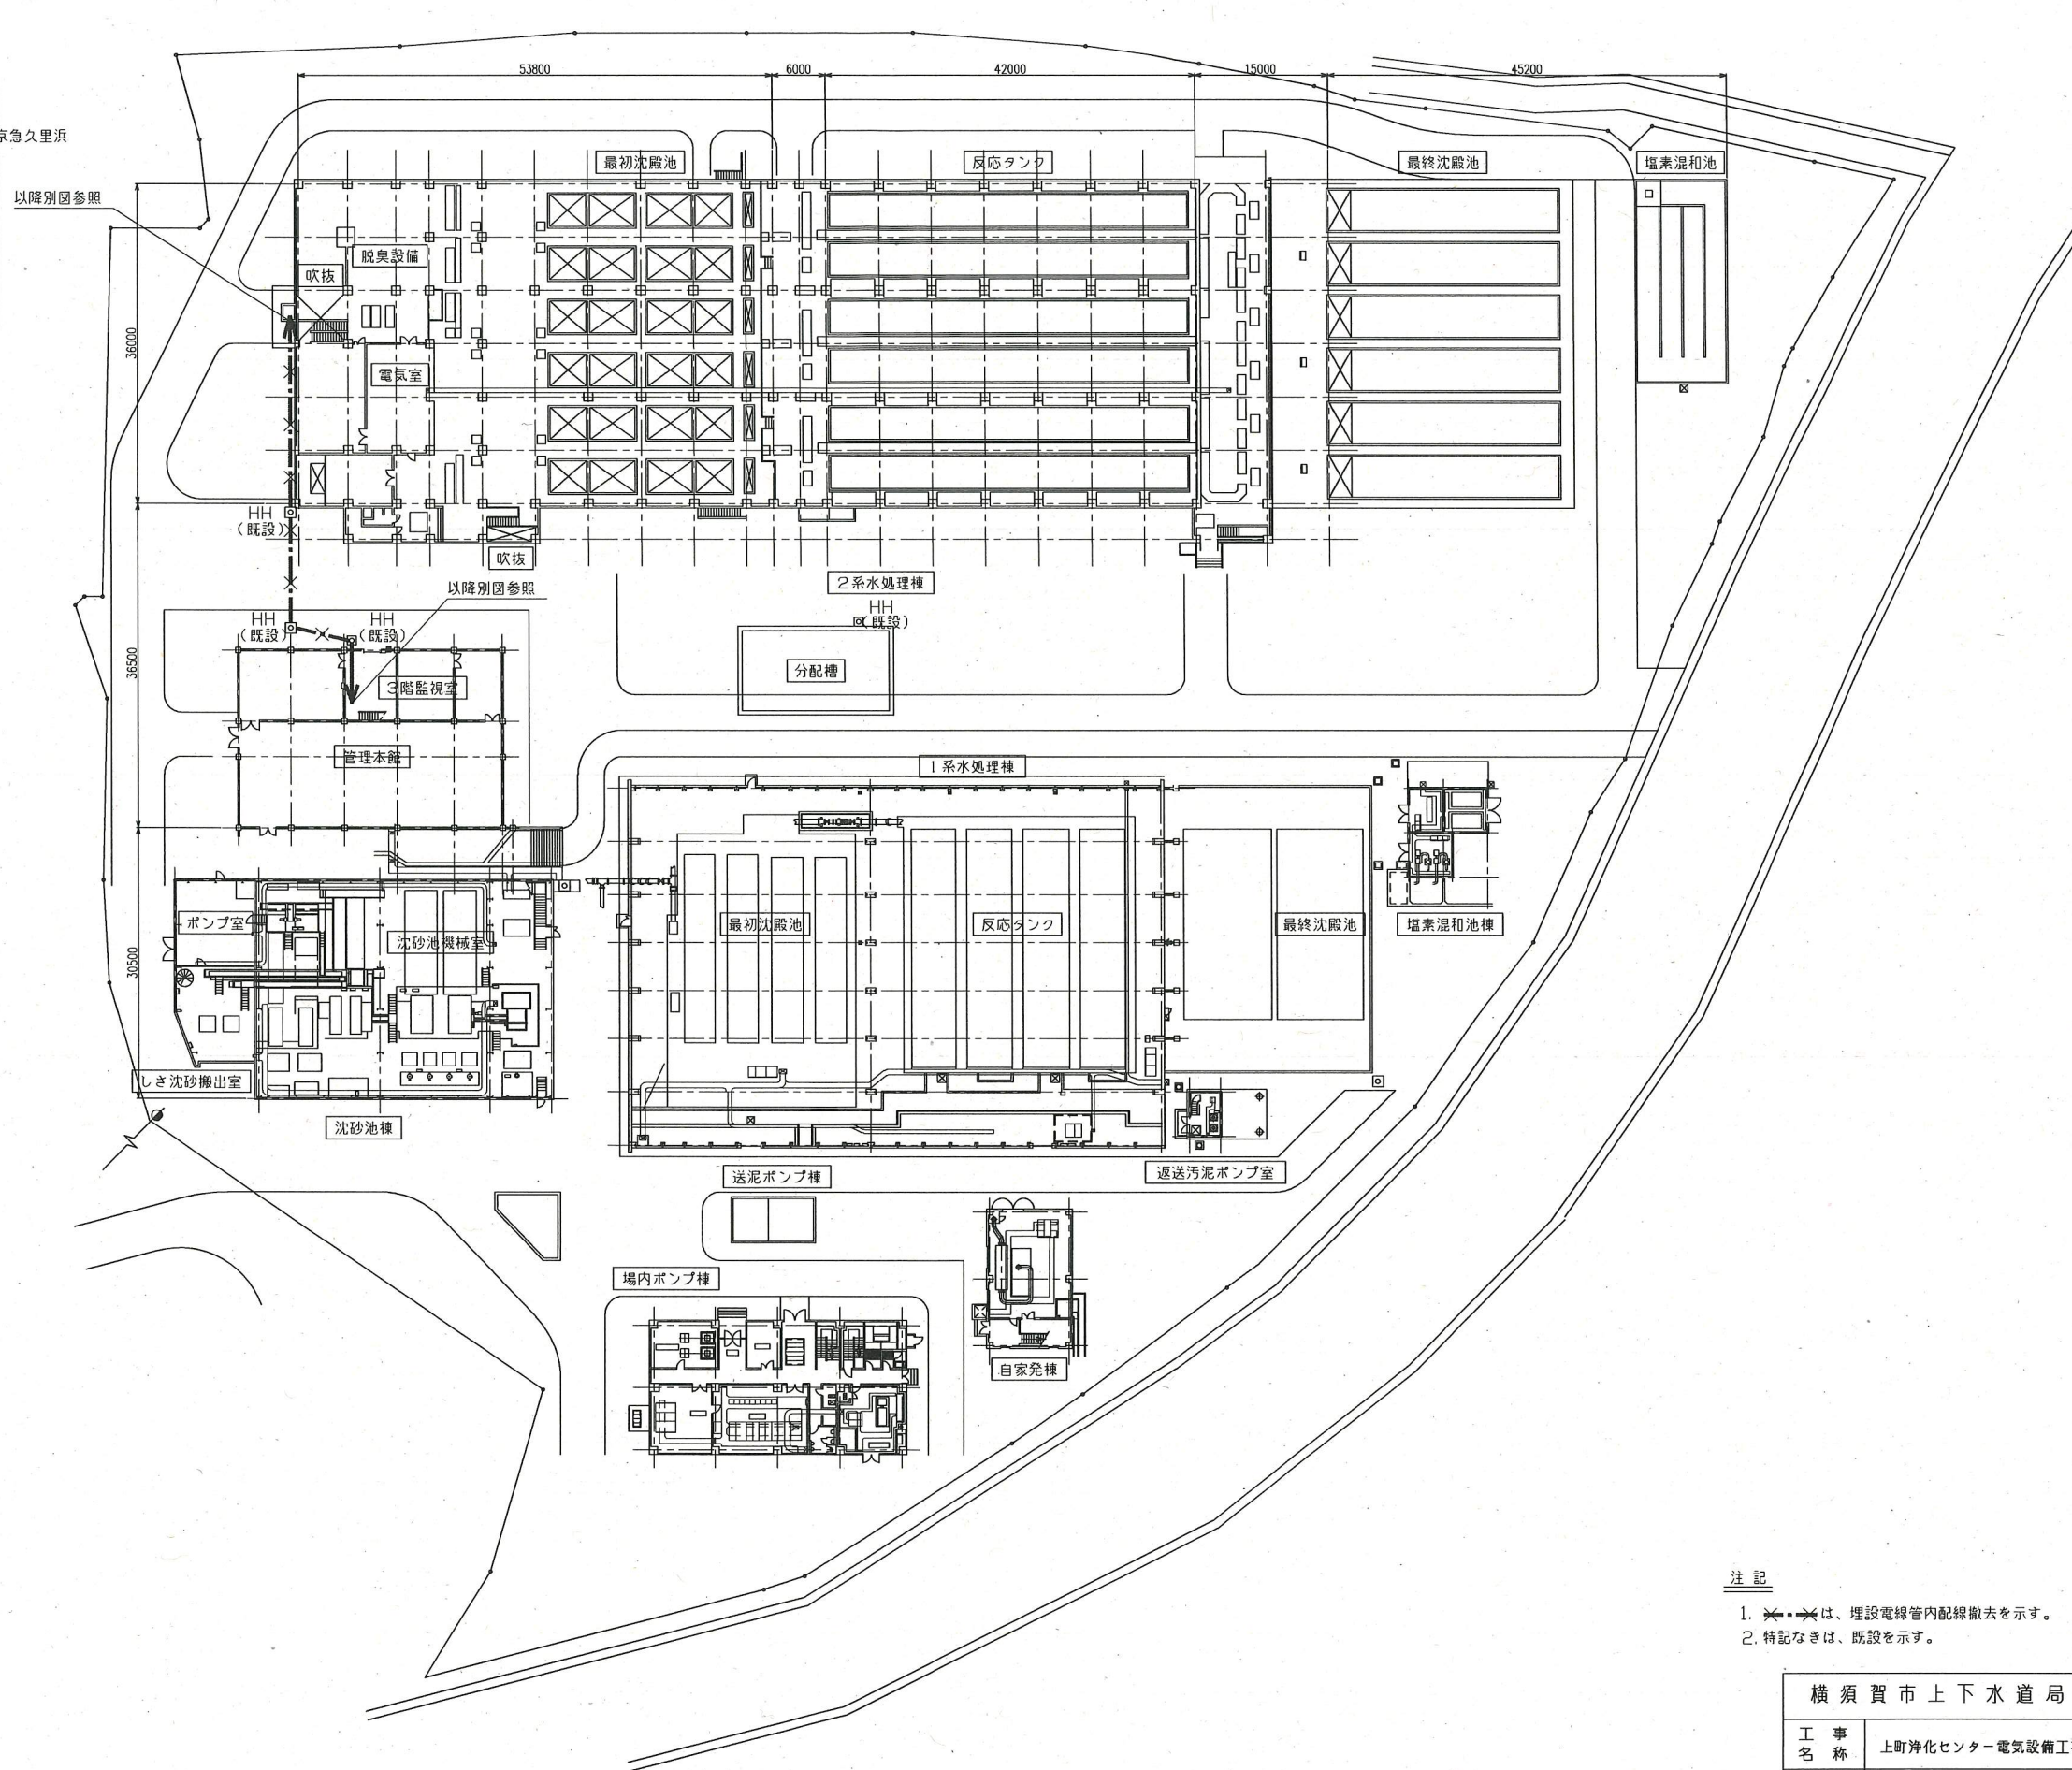 53800
6000
42000
15000
45200
京急久里浜
最初沈殿池
反応タンク
最終沈殿池
塩素混和池
以降別図参照
脱臭設備
吹抜
36000
電気室
HH
(既設)
吹抜
2系水処理棟
以降別図参照
HH
(既設)
HH
(既設)
HH
(既設)
36500
分配槽
3階監視室
管理本館
1系水処理棟
ポンプ室
沈砂池機械室
最初沈殿池
反応タンク
最終沈殿池
塩素混和池棟
30500
しさ沈砂搬出室
沈砂池棟
送泥ポンプ棟
返送汚泥ポンプ室
場内ポンプ棟
自家発棟
注記
1. は、埋設電線管内配線撤去を示す。
2. 特記なきは、既設を示す。
横須賀市上下水道局
工事
名称
上町浄化センター電気設備工